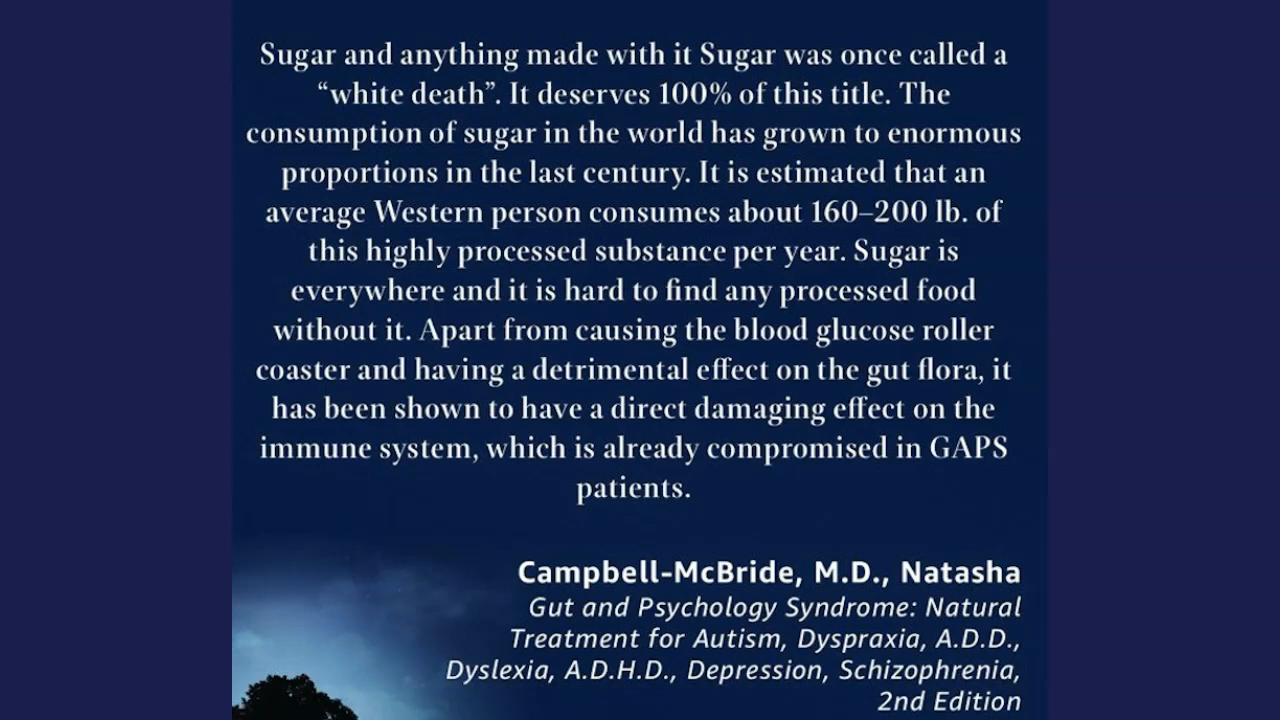 Sugar and anything made with it Sugar was once called a
“white death”. It deserves 100% of this title. The
consumption of sugar in the world has grown to enormous
proportions in the last century. It is estimated that an
average Western person consumes about 160–200 lb. of
this highly processed substance per year. Sugar is
everywhere and it is hard to find any processed food
without it. Apart from causing the blood glucose roller
coaster and having a detrimental effect on the gut flora, it
has been shown to have a direct damaging effect on the
immune system, which is already compromised in GAPS
patients.
Campbell-McBride, M.D., Natasha
Gut and Psychology Syndrome: Natural
Treatment for Autism, Dyspraxia, A.D.D.,
Dyslexia, A.D.H.D., Depression, Schizophrenia,
2nd Edition